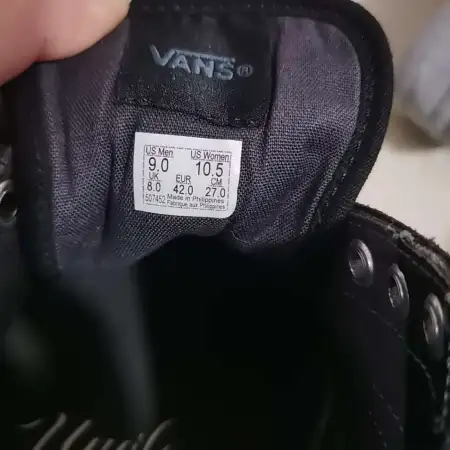 VANS®
US Men US Women
9.0 10.5
UK EUR CM
8.0 42.0 27.0
507452 Made in Philippines
Fabriqué aux Philippines